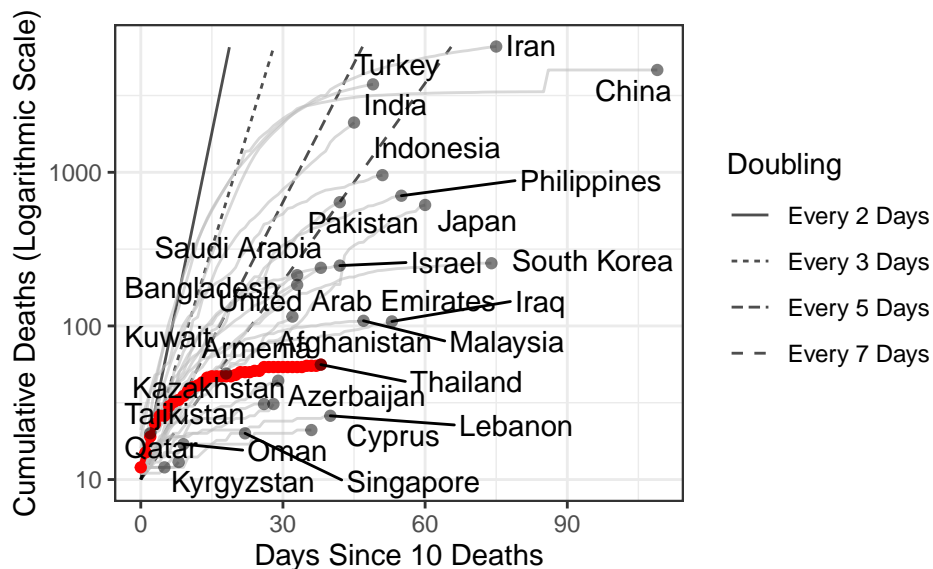 Cumulative Deaths (Logarithmic Scale)
1000
100
10
Iran
Turkey
China
India
Indonesia
Philippines
Pakistan
Japan
Saudi Arabia
Israel
South Korea
Bangladesh
United Arab Emirates
Iraq
Kuwait
Armenia
Afghanistan
Malaysia
Thailand
Kazakhstan
Azerbaijan
Tajikistan
Lebanon
Cyprus
Qatar
Oman
Kyrgyzstan
Singapore
0
30
60
90
Days Since 10 Deaths
Doubling
Every 2 Days
Every 3 Days
Every 5 Days
Every 7 Days